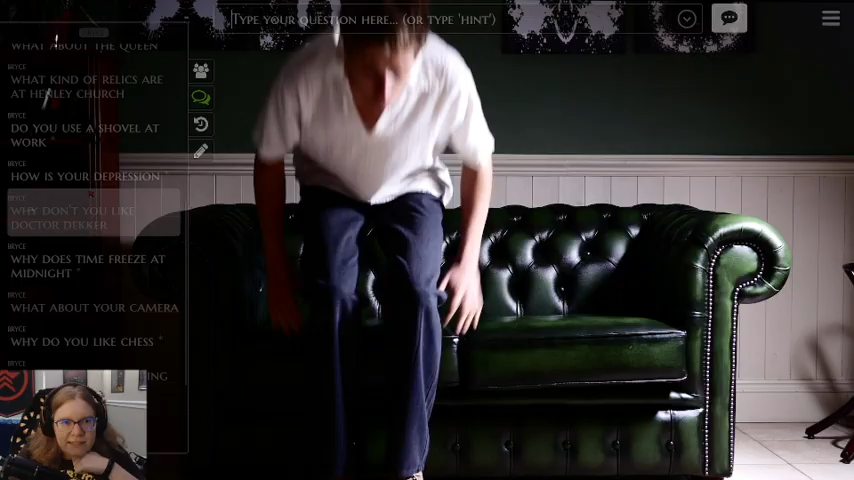 Type your question here... (or type 'hint')
WHAT ABOUT THE QUEEN
BRYCE
WHAT KIND OF RELICS ARE
AT HENLEY CHURCH
BRYCE
DO YOU USE A SHOVEL AT
WORK *
BRYCE
HOW IS YOUR DEPRESSION
BRYCE
WHY DON'T YOU LIKE
DOCTOR DEKKER
BRYCE
WHY DOES TIME FREEZE AT
MIDNIGHT *
BRYCE
WHAT ABOUT YOUR CAMERA
BRYCE
WHY DO YOU LIKE CHESS *
BRYCE